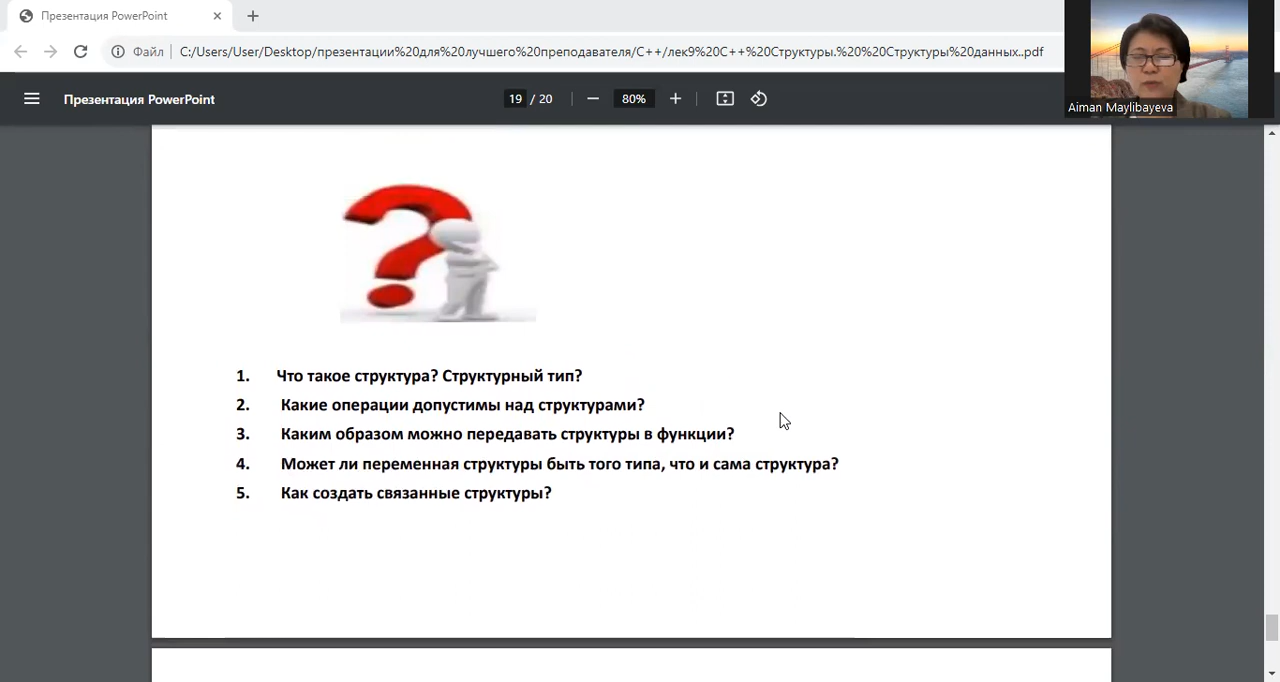 Презентация PowerPoint
Файл
C:/Users/User/Desktop/презентации%20для%20лучшего%20преподавателя/C++/лек9%20C++%20Структуры.%20%20Структуры%20данных..pdf
Aiman Maylibayeva
Презентация PowerPoint
19 / 20
80%
1. Что такое структура? Структурный тип?
2. Какие операции допустимы над структурами?
3. Каким образом можно передавать структуры в функции?
4. Может ли переменная структуры быть того типа, что и сама структура?
5. Как создать связанные структуры?